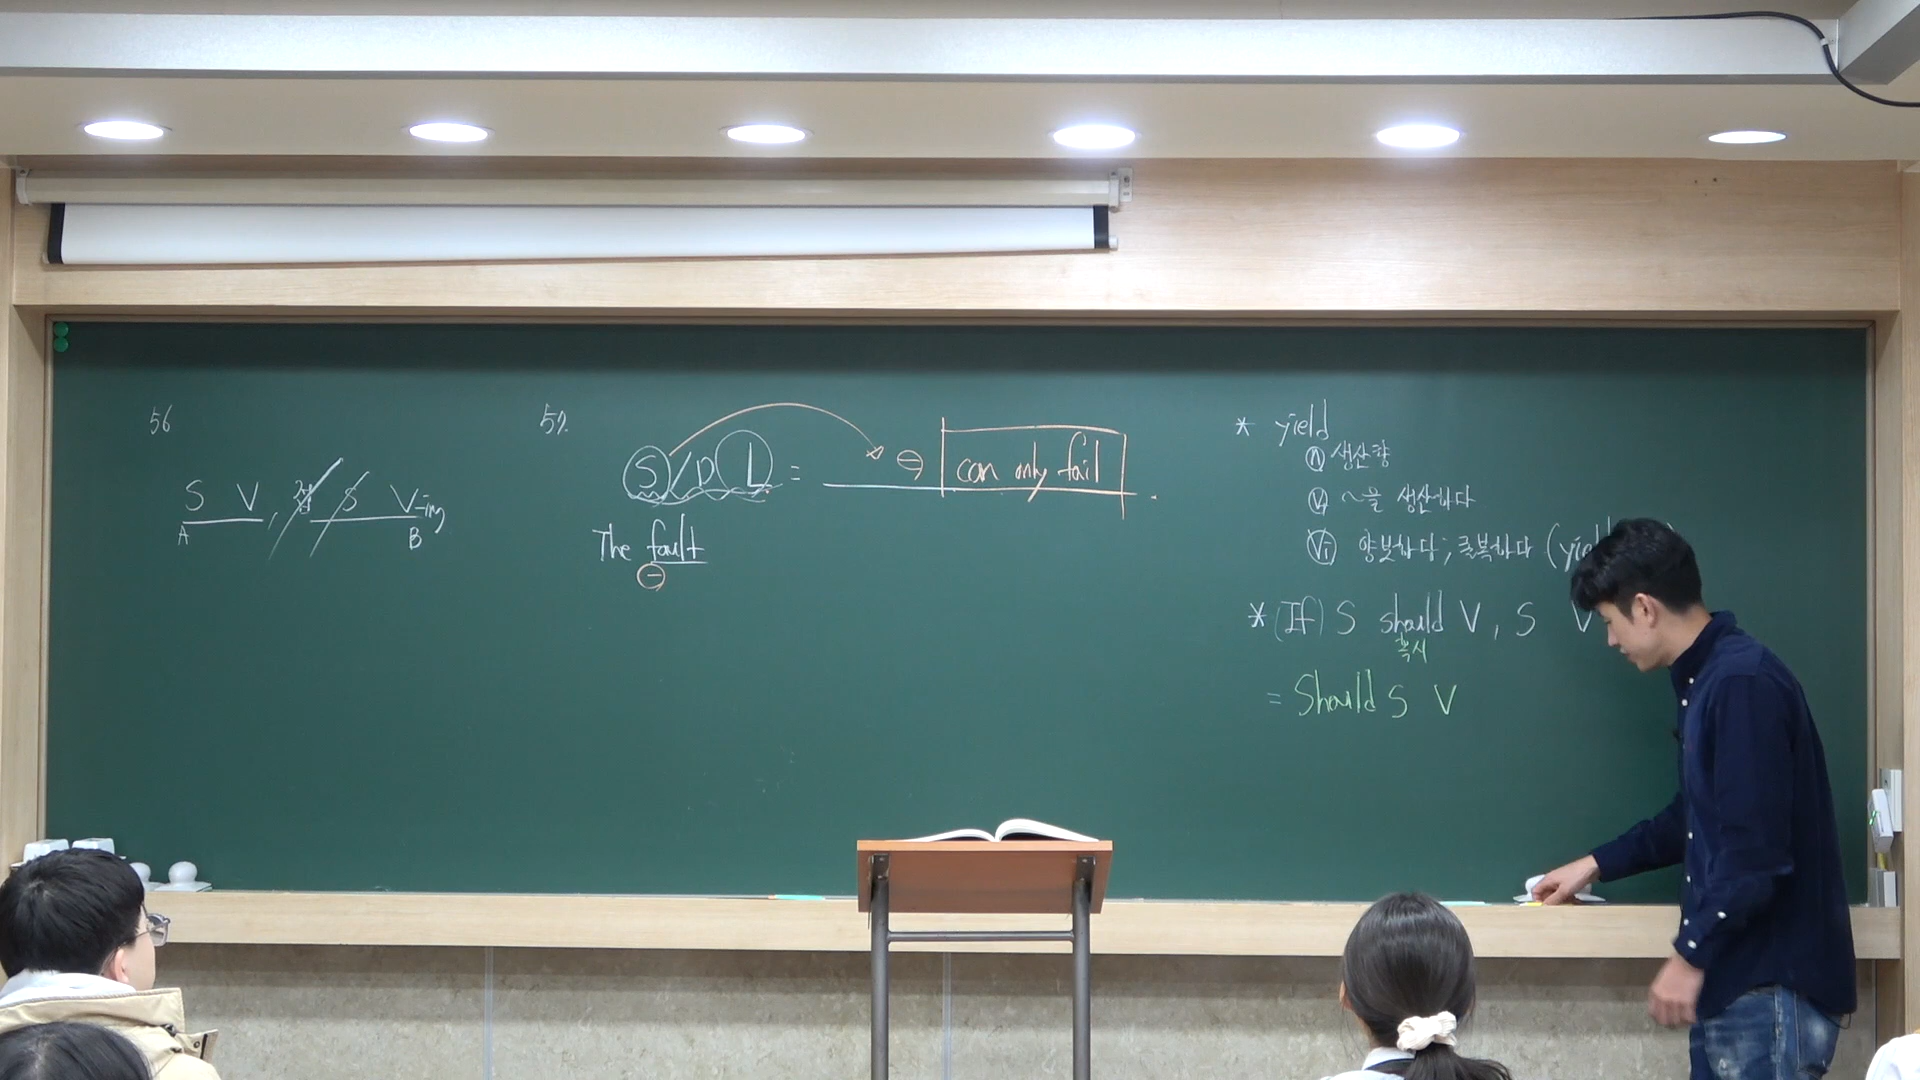 56
S V, 접 S V-ing
A B
57.
S/D L = ⊖ can only fail .
The fault
⊖
* yield
ⓝ 생산량
ⓥ ~을 생산하다
ⓥi 양보하다; 굴복하다 (yield
* (If) S should V, S V
혹시
= Should S V